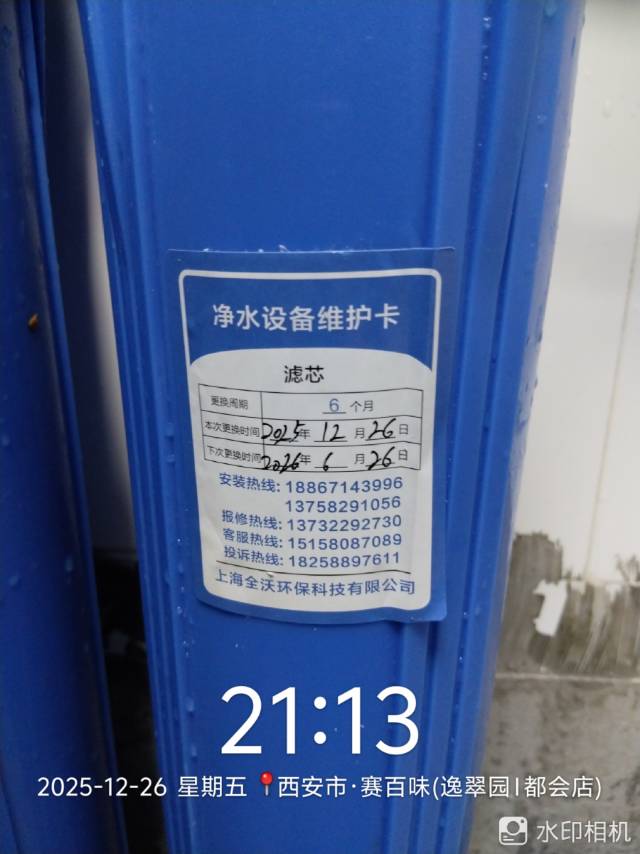 净水设备维护卡
滤芯
更换周期 6 个月
本次更换时间 2025年 12 月 26 日
下次更换时间 2026年 6 月 26 日
安装热线: 18867143996
13758291056
报修热线: 13732292730
客服热线: 15158087089
投诉热线: 18258897611
上海全沃环保科技有限公司
21:13
2025-12-26 星期五 西安市·赛百味(逸翠园I都会店)
水印相机